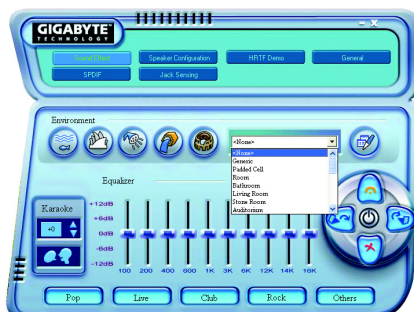 GIGABYTE™
TECHNOLOGY
Sound Effect
Speaker Configuration
HRTF Demo
General
SPDIF
Jack Sensing
Environment
<None>
<None>
Generic
Padded Cell
Room
Bathroom
Living Room
Stone Room
Auditorium
Equalizer
Karaoke
+0
+12dB
+6dB
0dB
-6dB
-12dB
100 200 400 600 1K 3K 6K 12K 14K 16K
Pop
Live
Club
Rock
Others